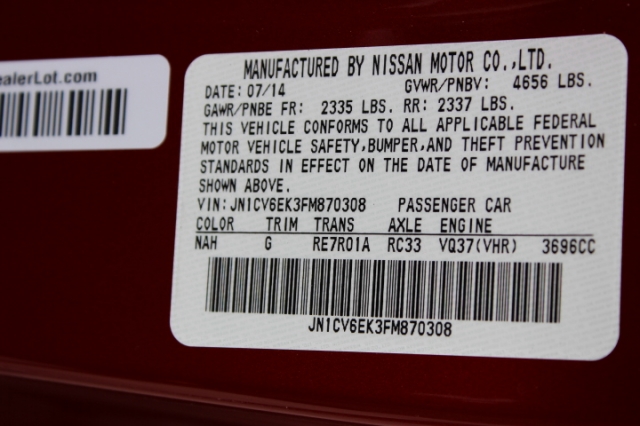 ealerLot.com
MANUFACTURED BY NISSAN MOTOR CO.,LTD.
DATE: 07/14 GVWR/PNBV: 4656 LBS.
GAWR/PNBE FR: 2335 LBS. RR: 2337 LBS.
THIS VEHICLE CONFORMS TO ALL APPLICABLE FEDERAL
MOTOR VEHICLE SAFETY,BUMPER,AND THEFT PREVENTION
STANDARDS IN EFFECT ON THE DATE OF MANUFACTURE
SHOWN ABOVE.
VIN:JN1CV6EK3FM870308 PASSENGER CAR
COLOR TRIM TRANS AXLE ENGINE
NAH G RE7R01A RC33 VQ37(VHR) 3696CC
JN1CV6EK3FM870308